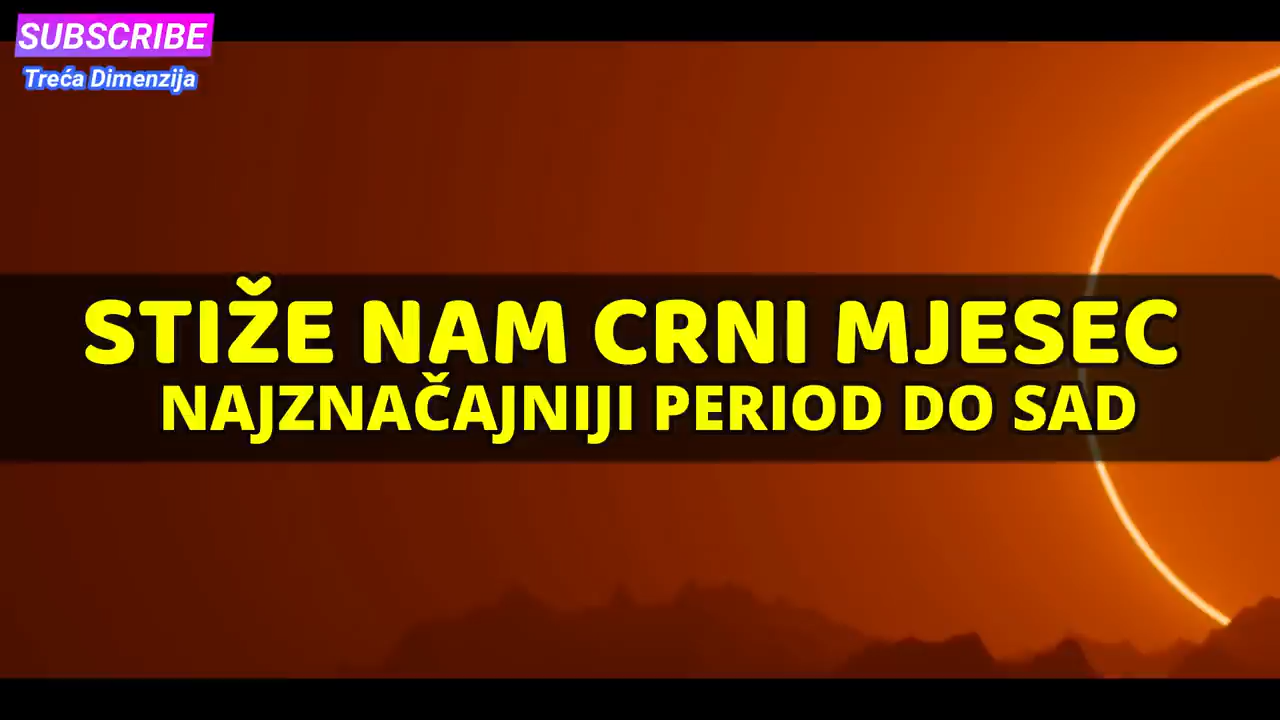 SUBSCRIBE
Treća Dimenzija
STIŽE NAM CRNI MJESEC
NAJZNAČAJNIJI PERIOD DO SAD